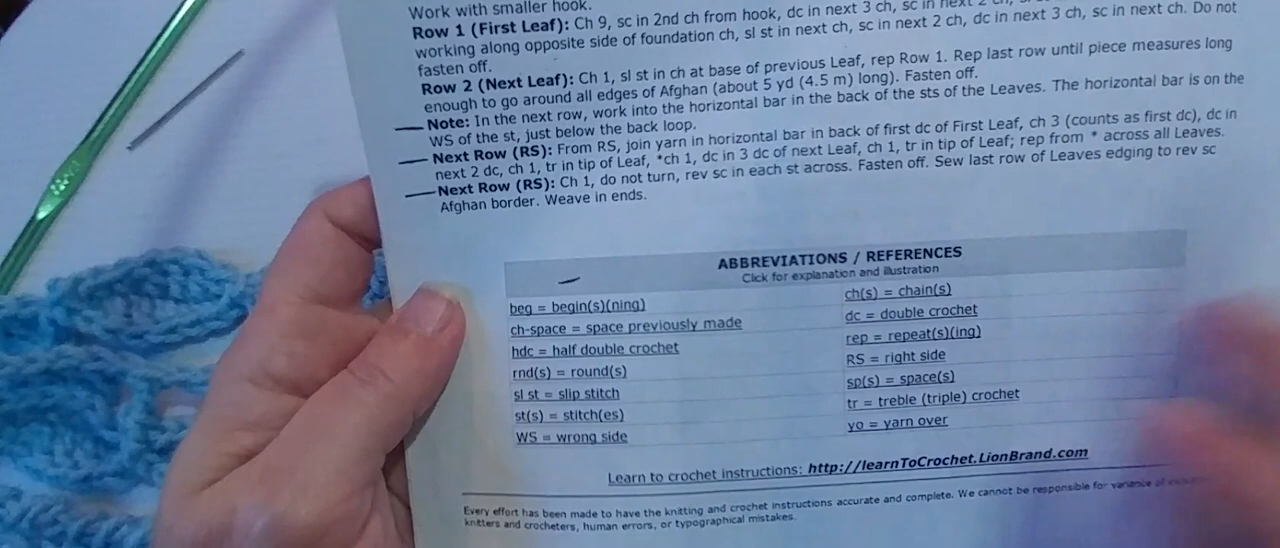 Work with smaller hook.
Row 1 (First Leaf): Ch 9, sc in 2nd ch from hook, dc in next 3 ch, sc in next 2 ch,
working along opposite side of foundation ch, sl st in next ch, sc in next 2 ch, dc in next 3 ch, sc in next ch. Do not
fasten off.
Row 2 (Next Leaf): Ch 1, sl st in ch at base of previous Leaf, rep Row 1. Rep last row until piece measures long
enough to go around all edges of Afghan (about 5 yd (4.5 m) long). Fasten off.
Note: In the next row, work into the horizontal bar in the back of the sts of the Leaves. The horizontal bar is on the
WS of the st, just below the back loop.
Next Row (RS): From RS, join yarn in horizontal bar in back of first dc of First Leaf, ch 3 (counts as first dc), dc in
next 2 dc, ch 1, tr in tip of Leaf, *ch 1, dc in 3 dc of next Leaf, ch 1, tr in tip of Leaf; rep from * across all Leaves.
Next Row (RS): Ch 1, do not turn, rev sc in each st across. Fasten off. Sew last row of Leaves edging to rev sc
Afghan border. Weave in ends.
ABBREVIATIONS / REFERENCES
Click for explanation and illustration
beg = begin(s)(ning)
ch-space = space previously made
hdc = half double crochet
rnd(s) = round(s)
sl st = slip stitch
st(s) = stitch(es)
WS = wrong side
ch(s) = chain(s)
dc = double crochet
rep = repeat(s)(ing)
RS = right side
sp(s) = space(s)
tr = treble (triple) crochet
yo = yarn over
Learn to crochet instructions: http://learnToCrochet.LionBrand.com
Every effort has been made to have the knitting and crochet instructions accurate and complete. We cannot be responsible for variance of
knitters and crocheters, human errors, or typographical mistakes.